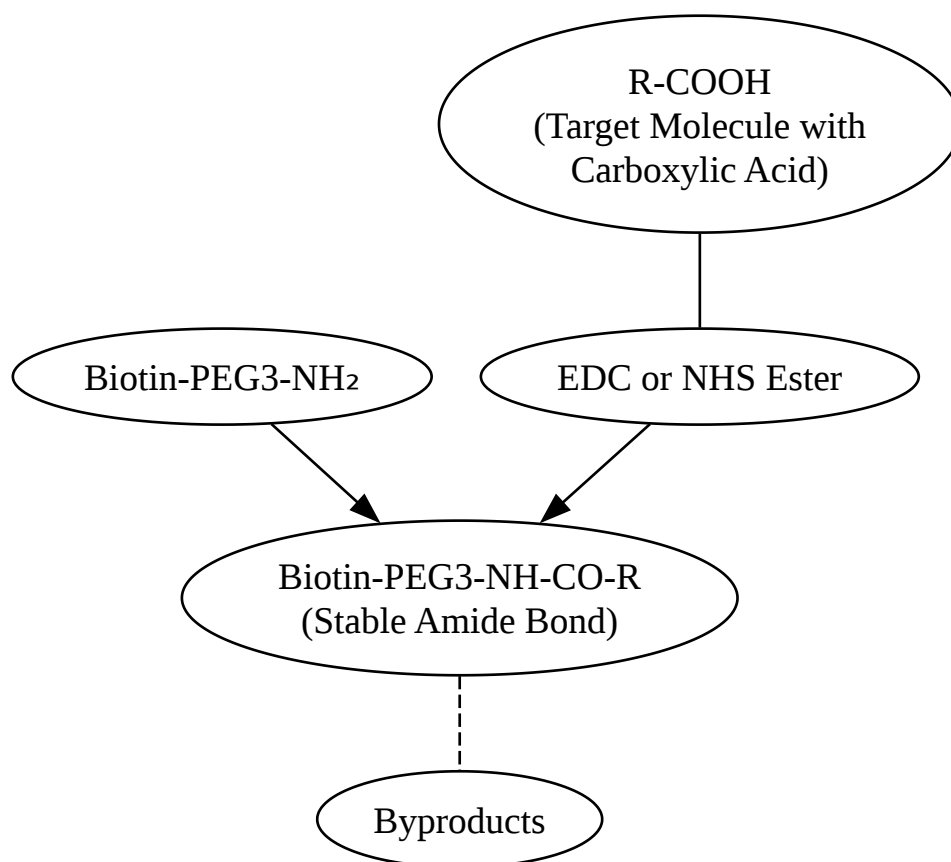 R-COOH
(Target Molecule with
Carboxylic Acid)
Biotin-PEG3-NH₂
EDC or NHS Ester
Biotin-PEG3-NH-CO-R
(Stable Amide Bond)
Byproducts